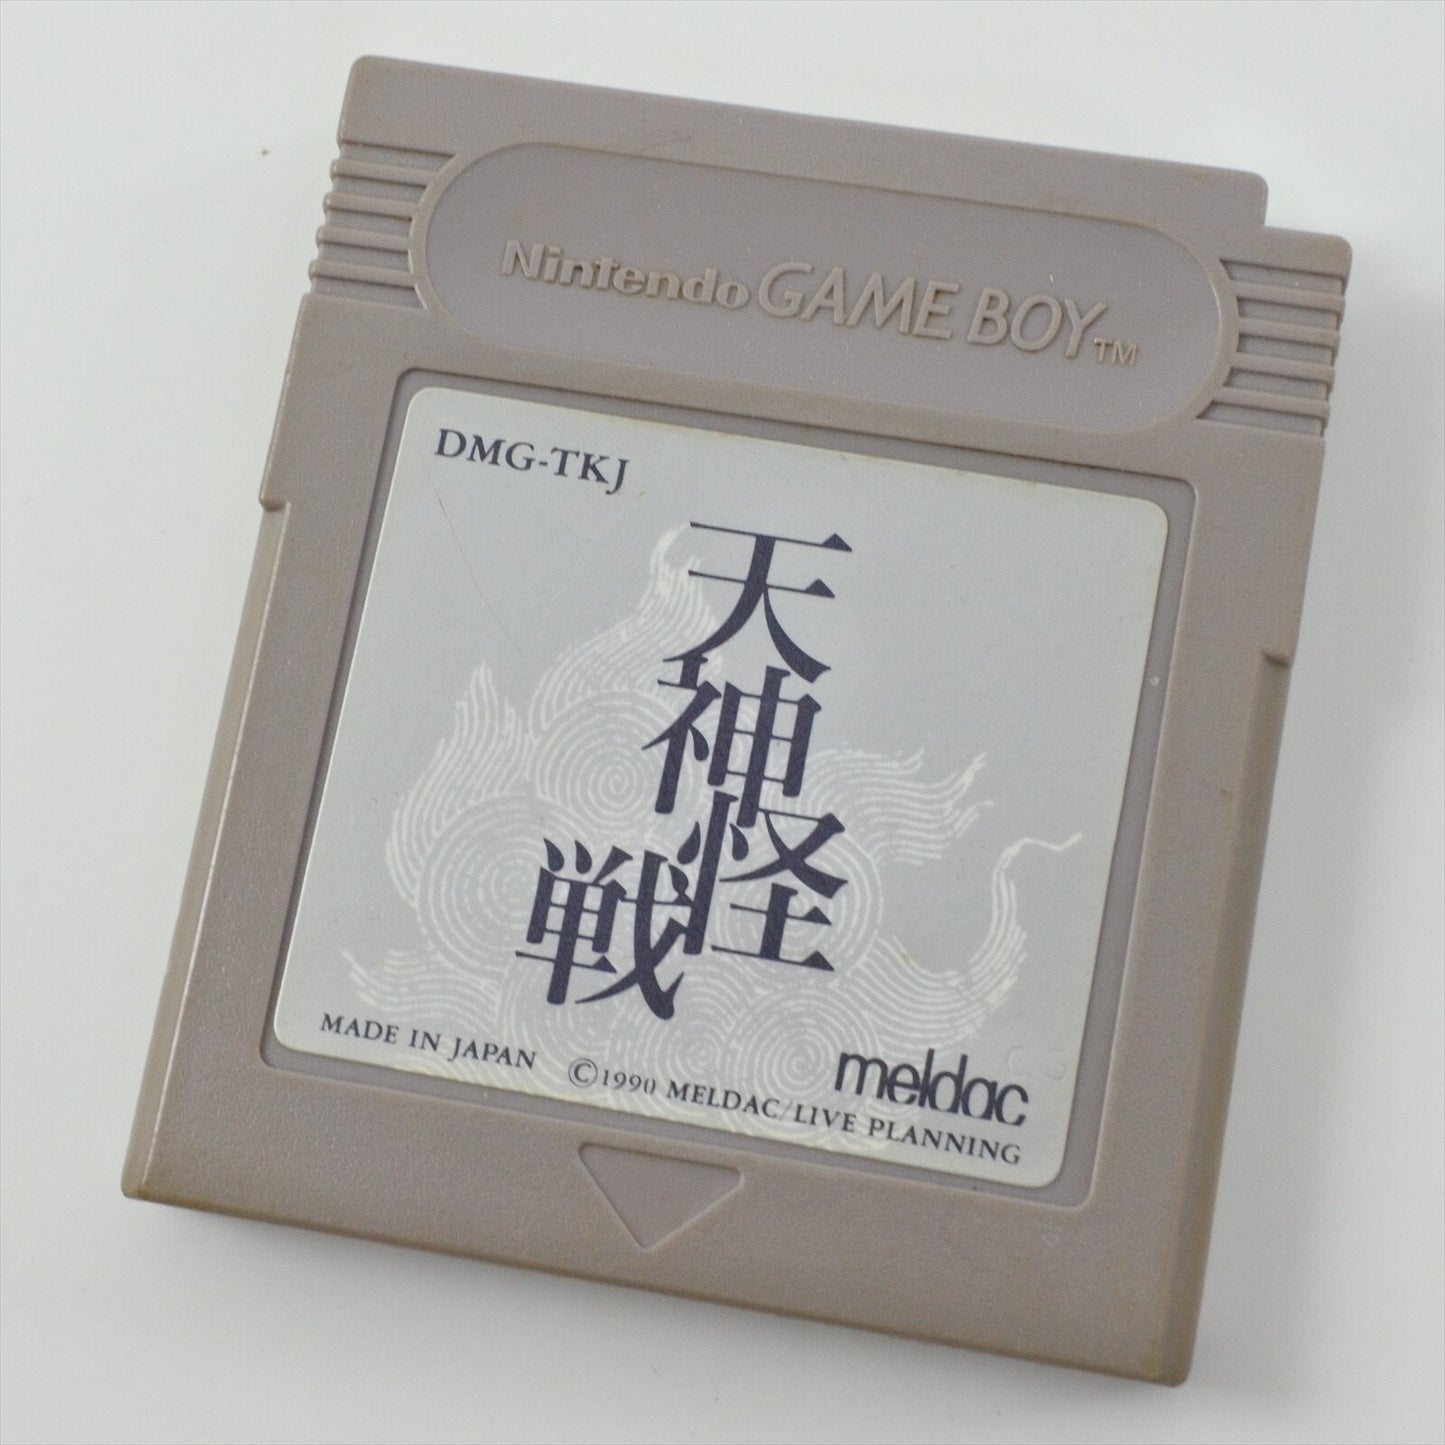 Nintendo GAME BOY™
DMG-TKJ
天神怪戦
meldac
MADE IN JAPAN ©1990 MELDAC/LIVE PLANNING